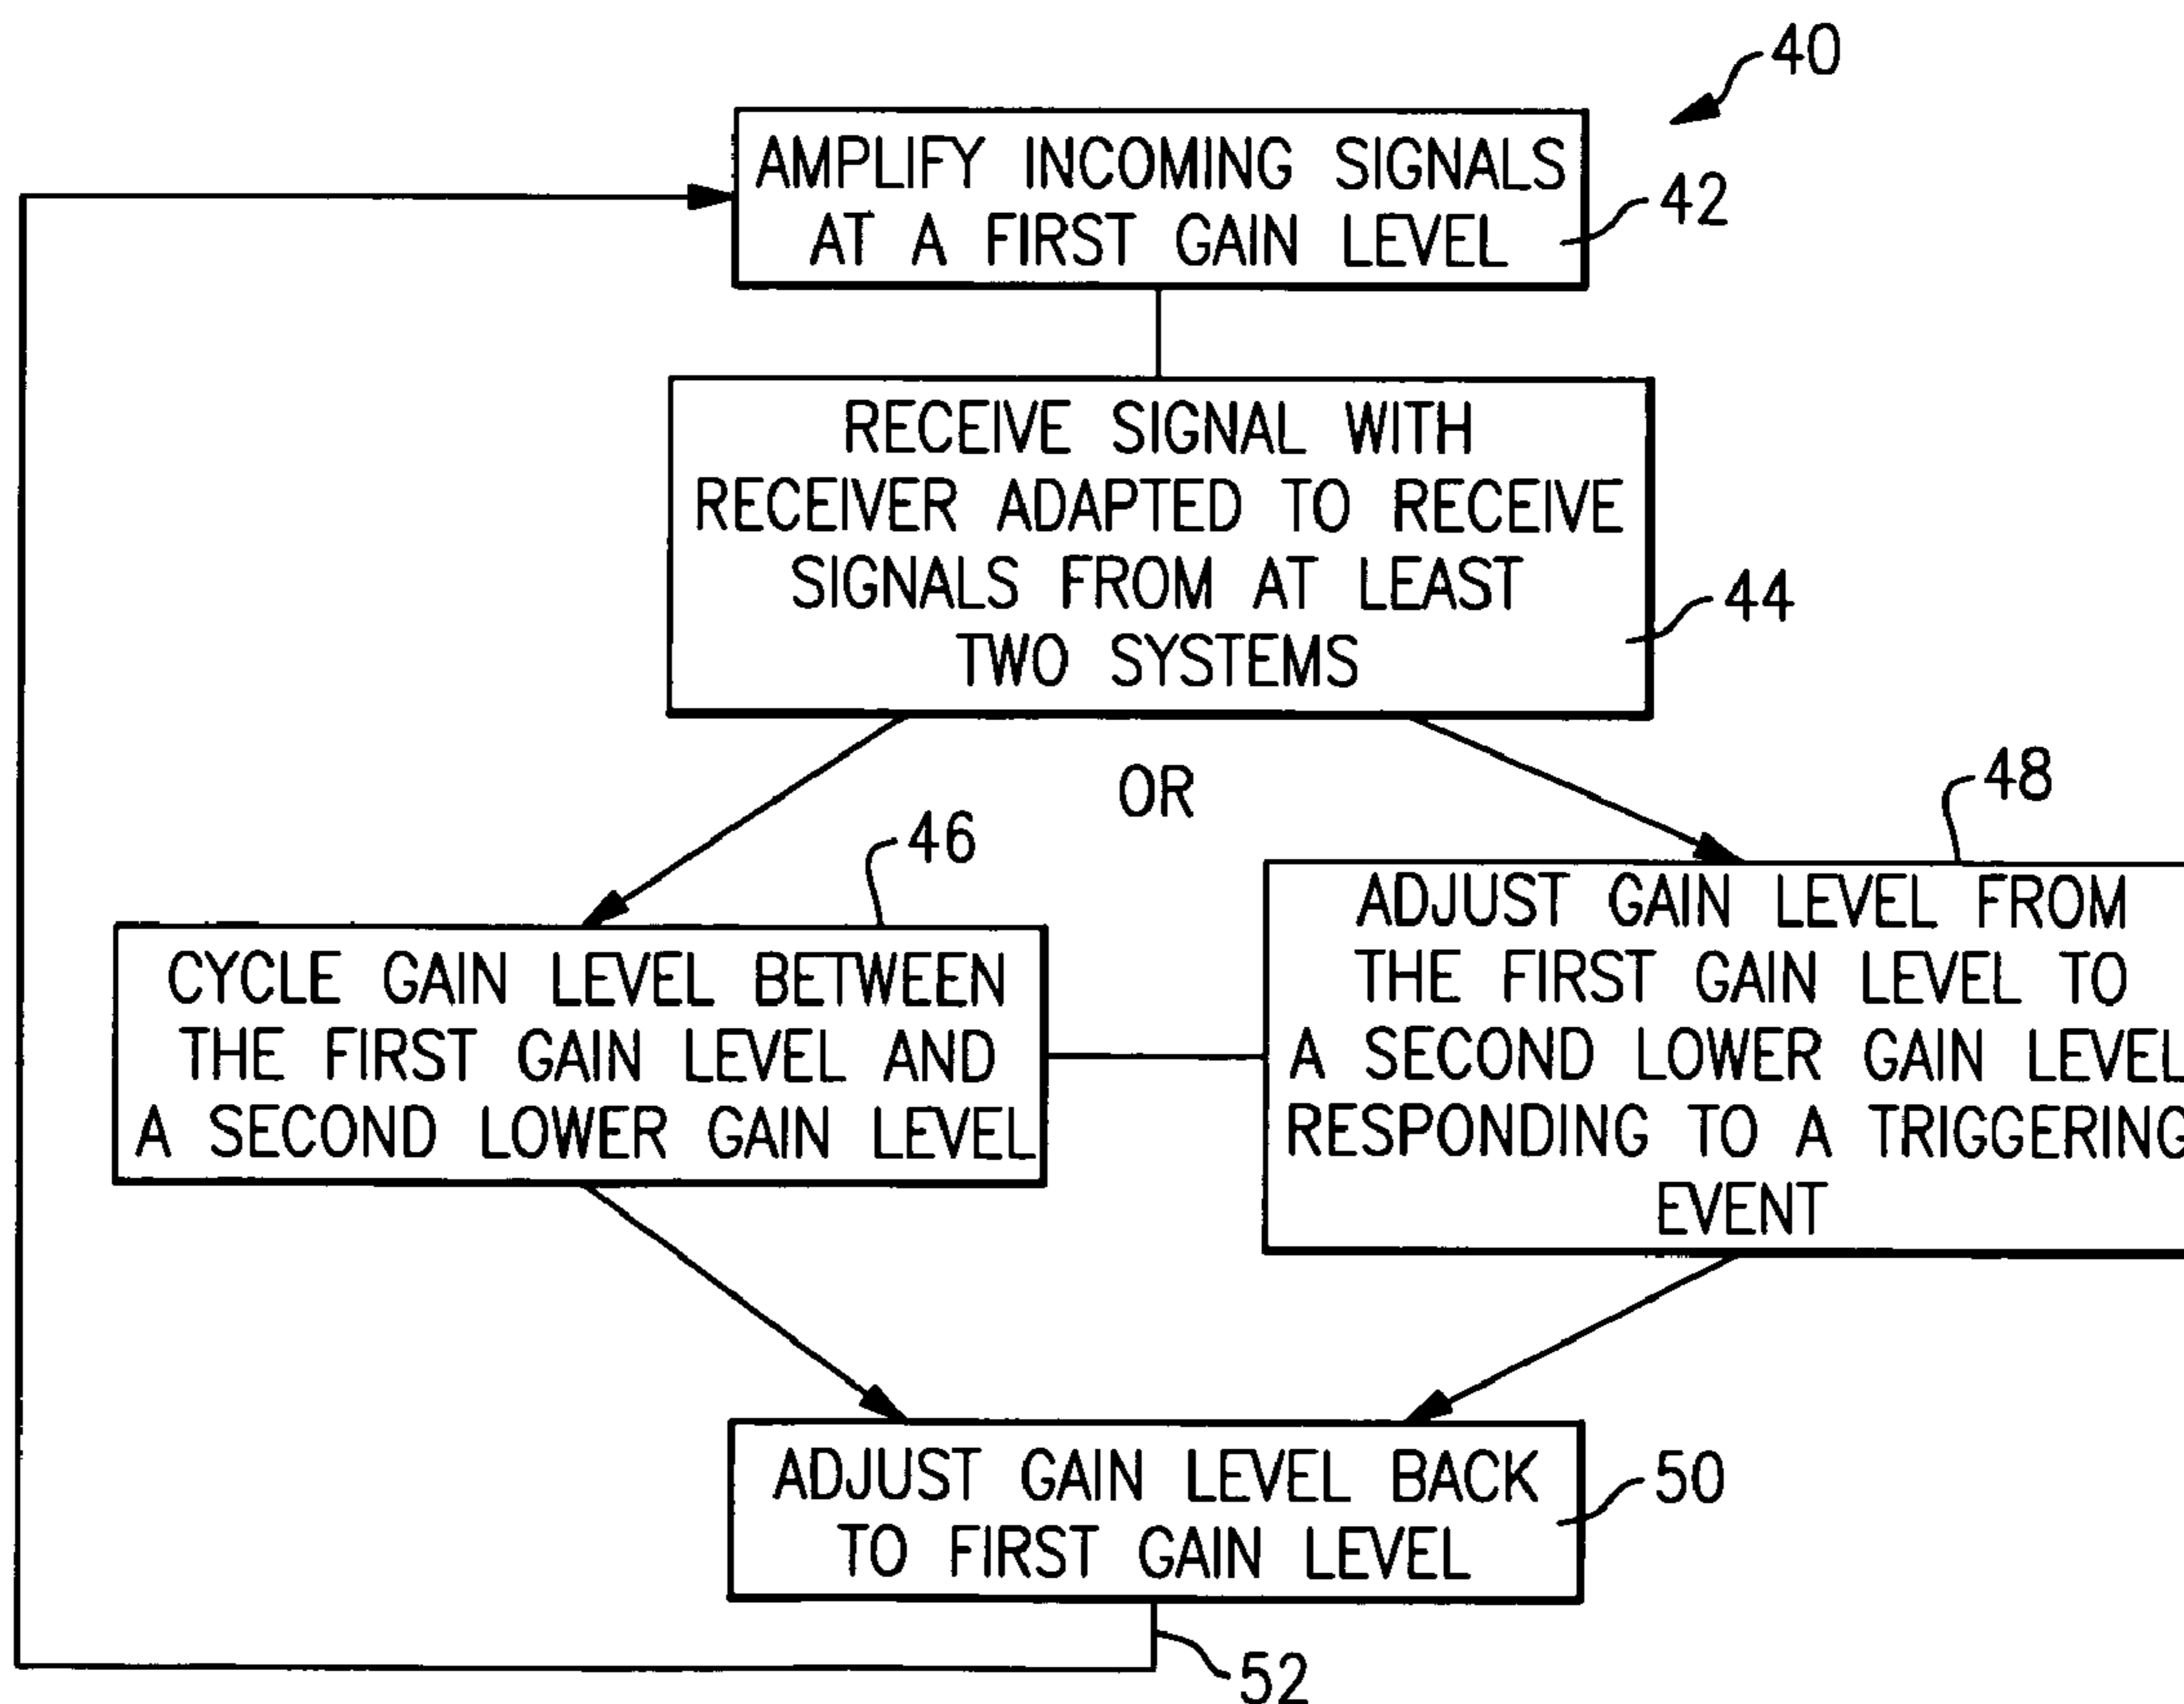 40
AMPLIFY INCOMING SIGNALS
AT A FIRST GAIN LEVEL
42
RECEIVE SIGNAL WITH
RECEIVER ADAPTED TO RECEIVE
SIGNALS FROM AT LEAST
TWO SYSTEMS
44
OR
46
CYCLE GAIN LEVEL BETWEEN
THE FIRST GAIN LEVEL AND
A SECOND LOWER GAIN LEVEL
48
ADJUST GAIN LEVEL FROM
THE FIRST GAIN LEVEL TO
A SECOND LOWER GAIN LEVEL
RESPONDING TO A TRIGGERING
EVENT
ADJUST GAIN LEVEL BACK
TO FIRST GAIN LEVEL
50
52